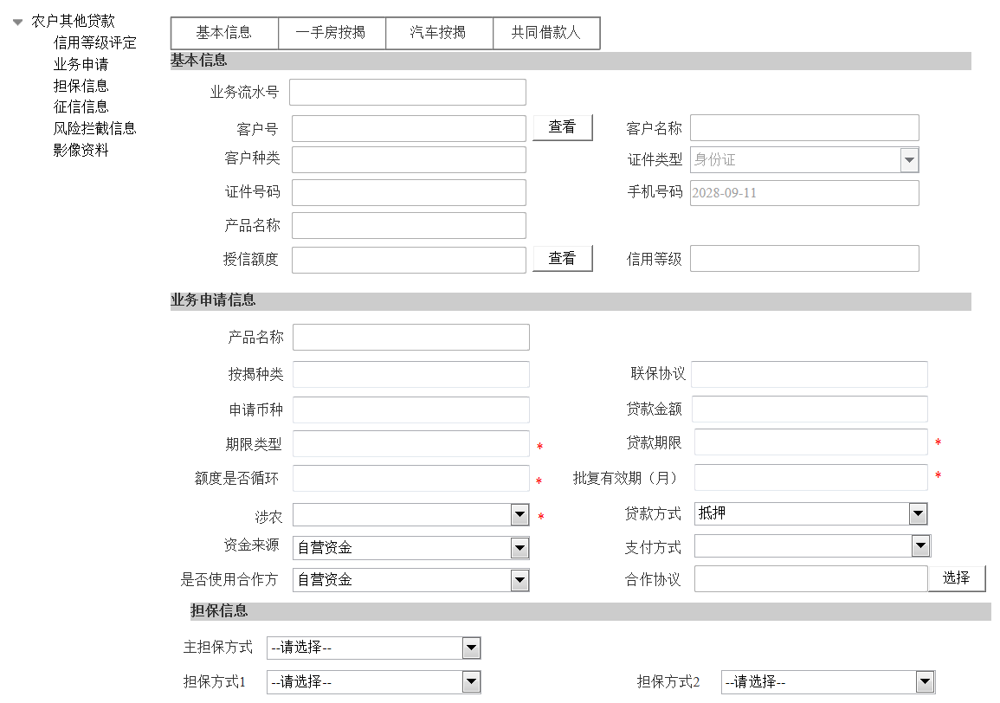 农户其他贷款
信用等级评定
业务申请
担保信息
征信信息
风险拦截信息
影像资料
基本信息 一手房按揭 汽车按揭 共同借款人
基本信息
业务流水号
客户号 查看 客户名称
客户种类 证件类型 身份证
证件号码 手机号码 2028-09-11
产品名称
授信额度 查看 信用等级
业务申请信息
产品名称
按揭种类 联保协议
申请币种 贷款金额
期限类型 * 贷款期限 *
额度是否循环 * 批复有效期（月） *
涉农 * 贷款方式 抵押
资金来源 自营资金 支付方式
是否使用合作方 自营资金 合作协议 选择
担保信息
主担保方式 --请选择--
担保方式1 --请选择-- 担保方式2 --请选择--